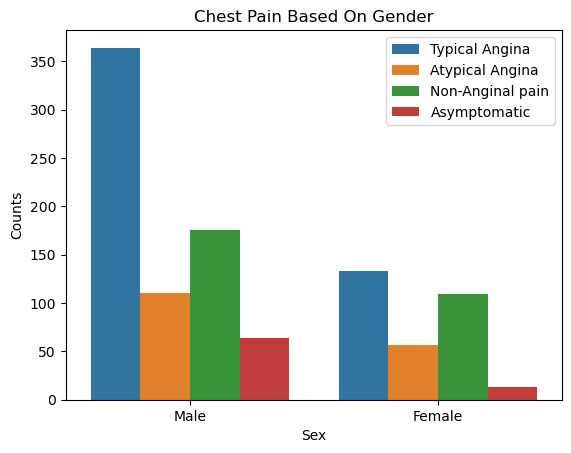 Chest Pain Based On Gender
Typical Angina
Atypical Angina
Non-Anginal pain
Asymptomatic
350
300
250
200
150
100
50
0
Counts
Male
Female
Sex